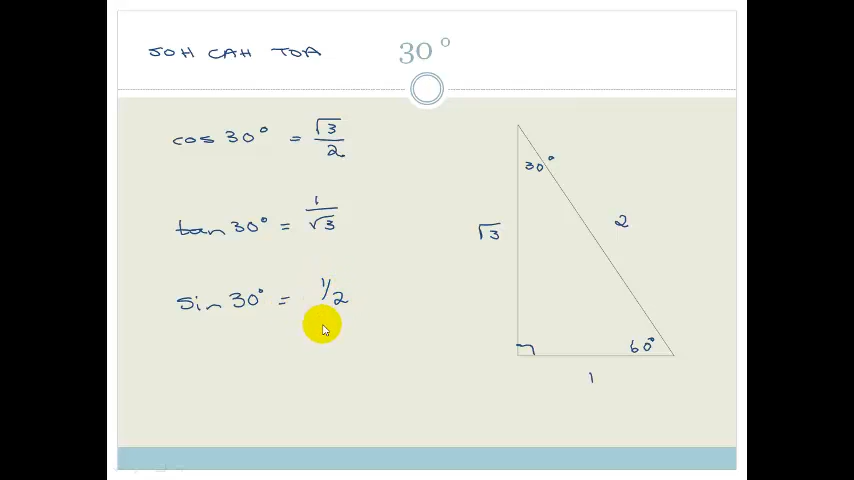 SOH CAH TOA
30°
cos 30° = √3/2
tan 30° = 1/√3
sin 30° = 1/2
30°
√3
2
60°
1